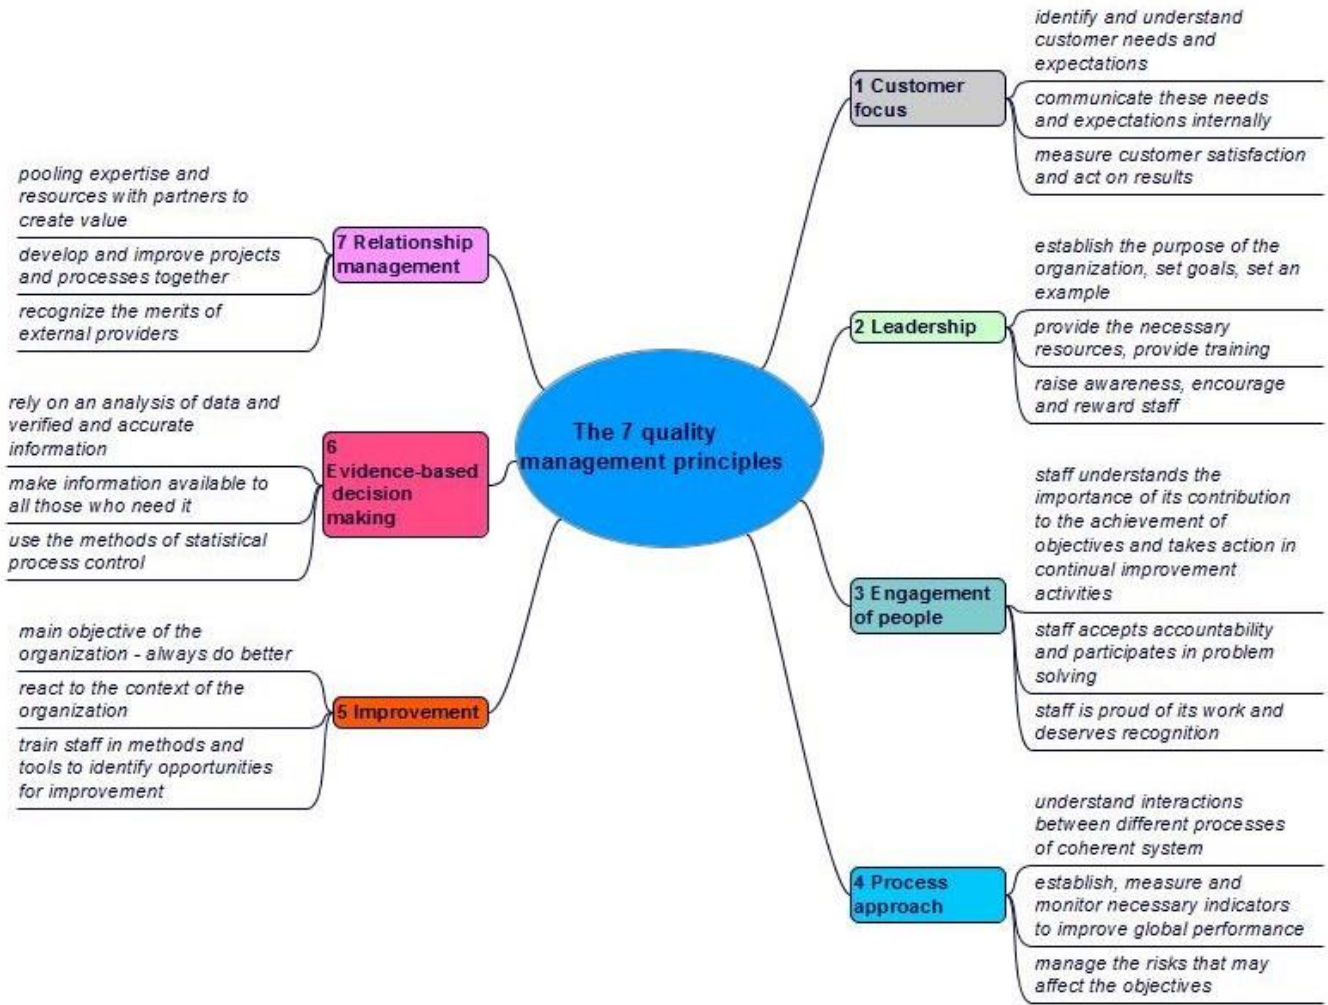 The 7 quality
management principles
1 Customer
focus
identify and understand
customer needs and
expectations
communicate these needs
and expectations internally
measure customer satisfaction
and act on results
2 Leadership
establish the purpose of the
organization, set goals, set an
example
provide the necessary
resources, provide training
raise awareness, encourage
and reward staff
3 Engagement
of people
staff understands the
importance of its contribution
to the achievement of
objectives and takes action in
continual improvement
activities
staff accepts accountability
and participates in problem
solving
staff is proud of its work and
deserves recognition
4 Process
approach
understand interactions
between different processes
of coherent system
establish, measure and
monitor necessary indicators
to improve global performance
manage the risks that may
affect the objectives
5 Improvement
main objective of the
organization - always do better
react to the context of the
organization
train staff in methods and
tools to identify opportunities
for improvement
6
Evidence-based
decision
making
rely on an analysis of data and
verified and accurate
information
make information available to
all those who need it
use the methods of statistical
process control
7 Relationship
management
pooling expertise and
resources with partners to
create value
develop and improve projects
and processes together
recognize the merits of
external providers